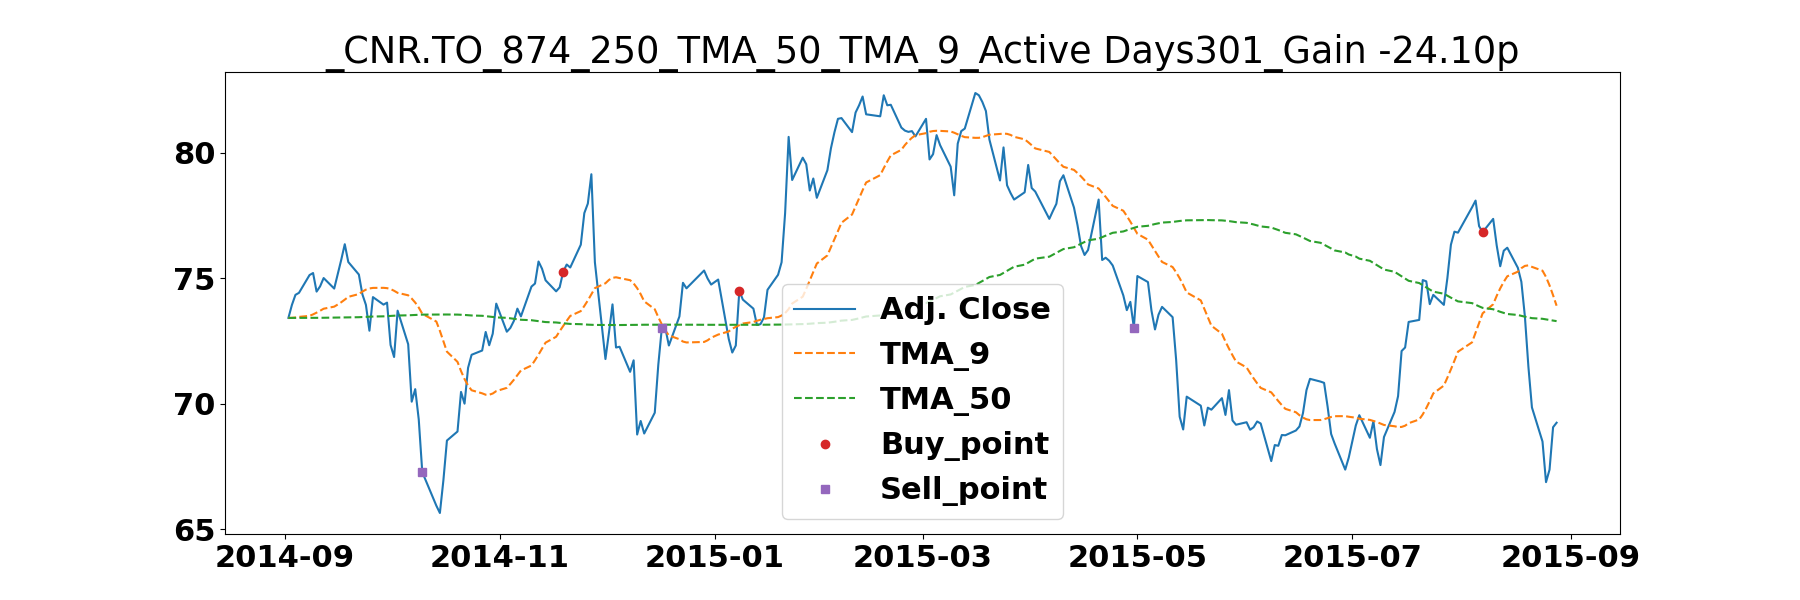 _CNR.TO_874_250_TMA_50_TMA_9_Active Days301_Gain -24.10p
80
75
70
65
Adj. Close
TMA_9
TMA_50
Buy_point
Sell_point
2014-09 2014-11 2015-01 2015-03 2015-05 2015-07 2015-09